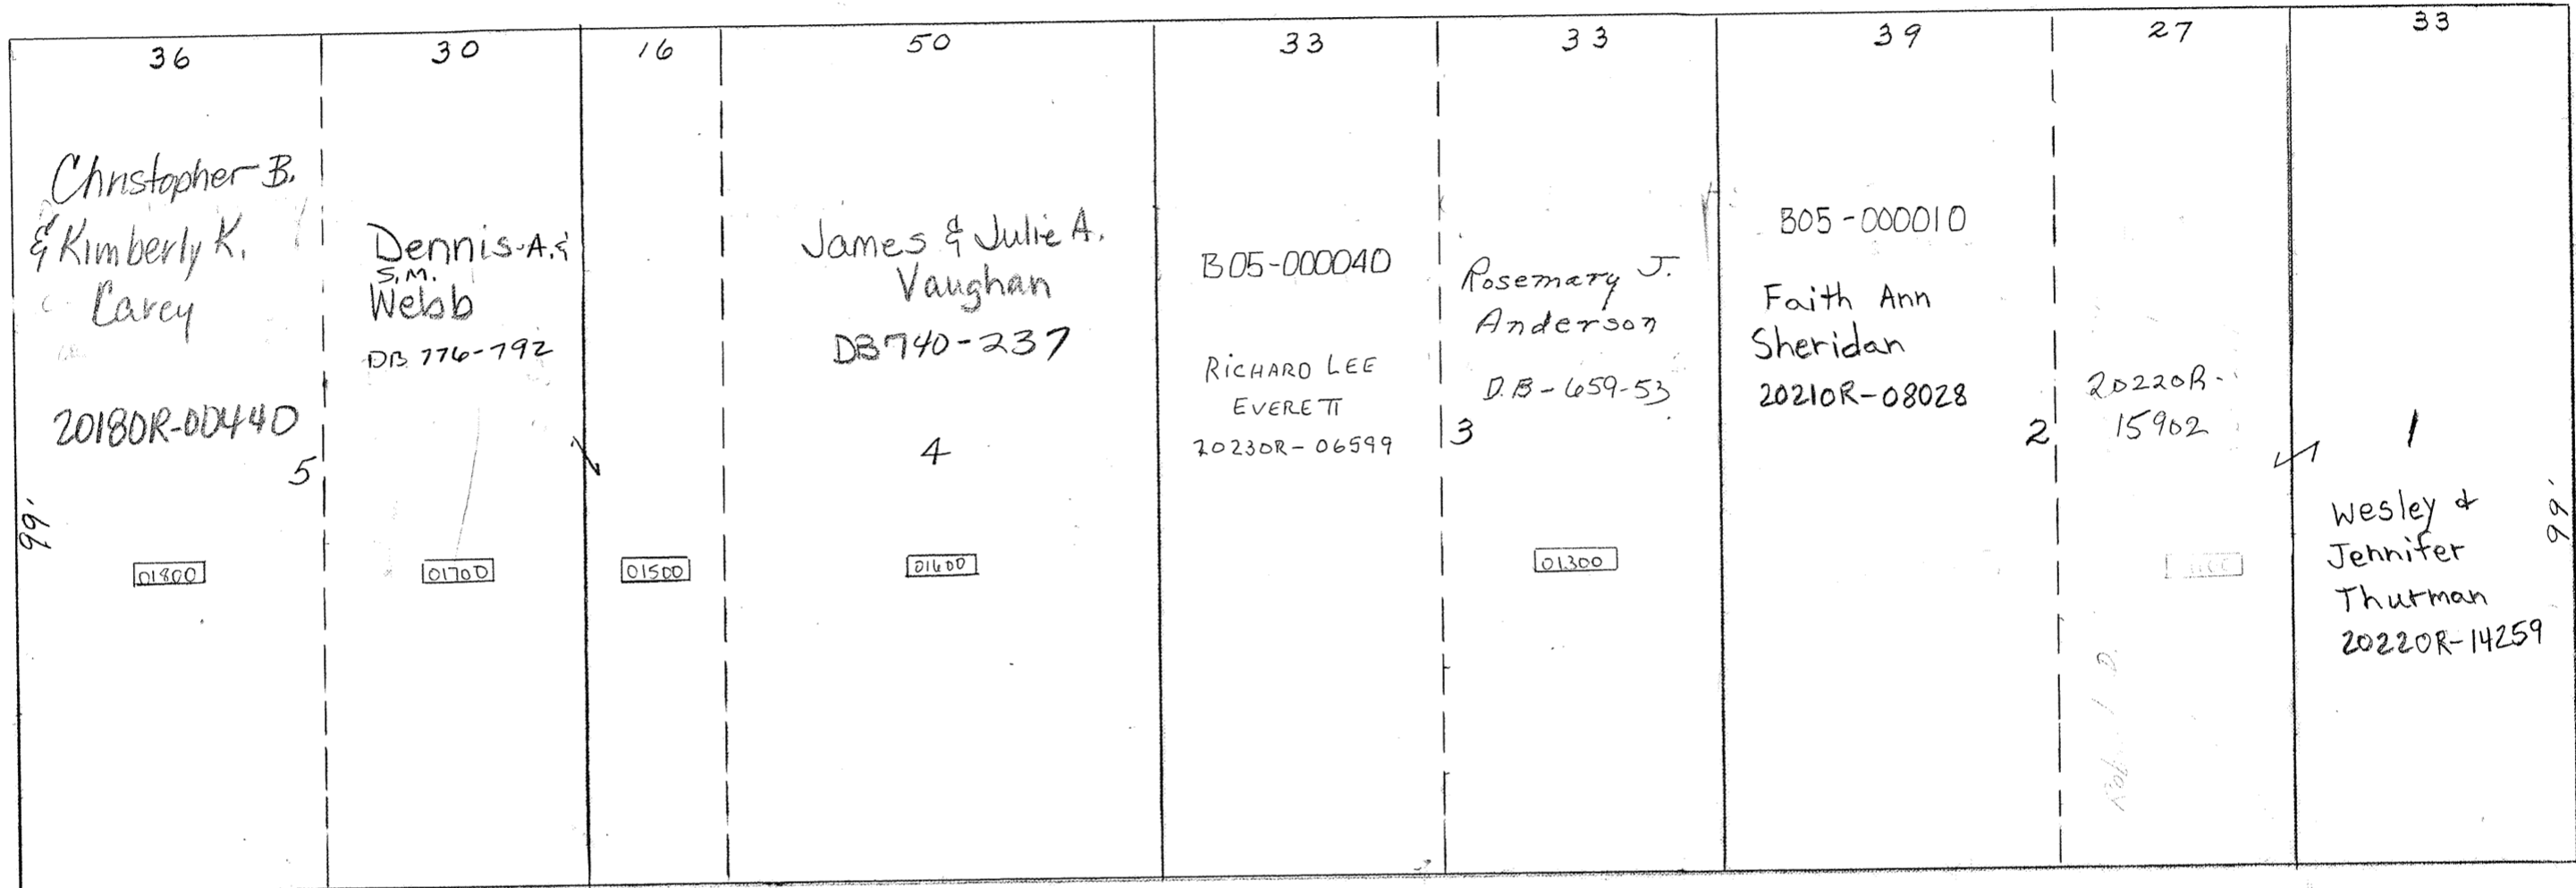 36
30
16
50
33
33
39
27
33
Christopher B.
& Kimberly K.
Carey
20180R-00440
5
99'
01800
Dennis A. &
S.M.
Webb
DB 776-792
01700
01500
James & Julie A.
Vaughan
DB 740-237
4
01600
B05-000040
RICHARD LEE
EVERETT
20230R-06599
3
Rosemary J.
Anderson
D.B-659-53
01300
B05-000010
Faith Ann
Sheridan
20210R-08028
2
20220R-
15902
1
Wesley &
Jennifer
Thurman
20220R-14259
99'